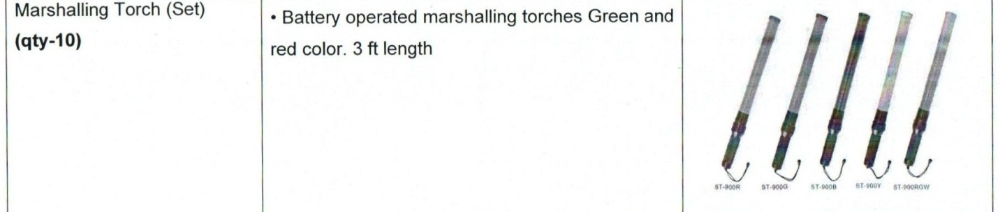 Marshalling Torch (Set)
(qty-10)
• Battery operated marshalling torches Green and
red color. 3 ft length
ST-900R ST-900G ST-900B ST-900Y ST-900RGW